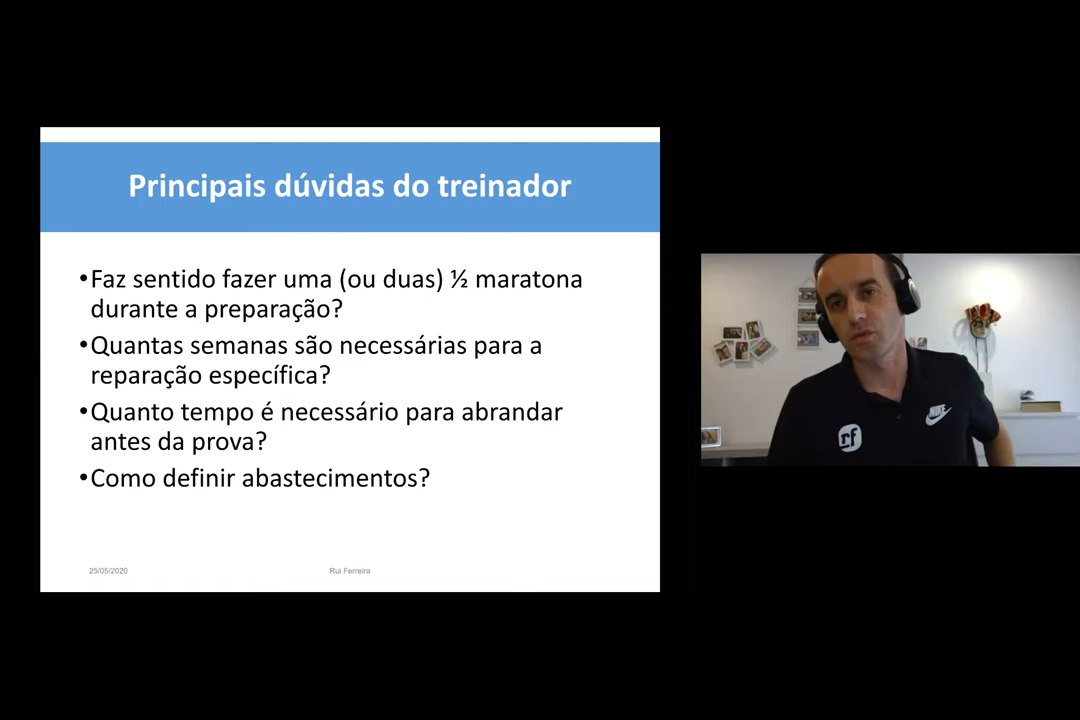 Principais dúvidas do treinador
•Faz sentido fazer uma (ou duas) ½ maratona
durante a preparação?
•Quantas semanas são necessárias para a
reparação específica?
•Quanto tempo é necessário para abrandar
antes da prova?
•Como definir abastecimentos?
25/05/2020
Rui Ferreira
rf
NIKE